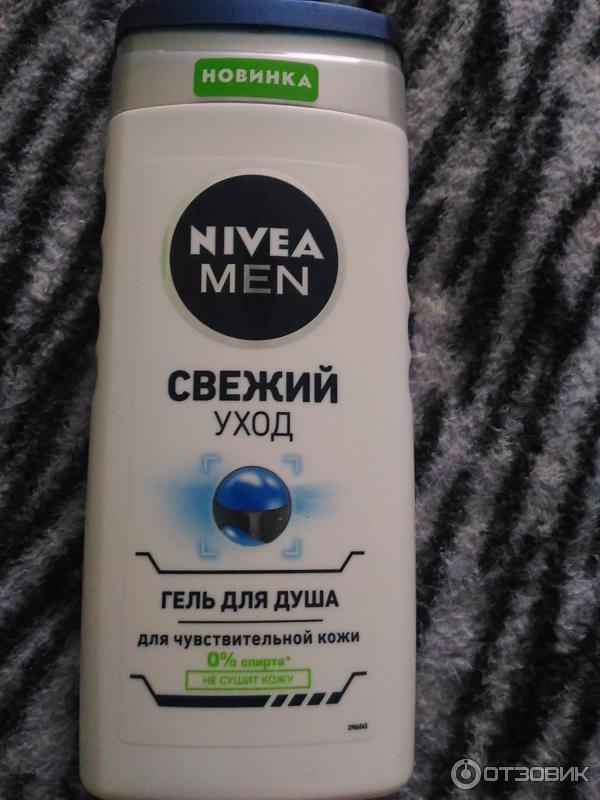 НОВИНКА
NIVEA
MEN
СВЕЖИЙ
УХОД
ГЕЛЬ ДЛЯ ДУША
для чувствительной кожи
0% спирта*
НЕ СУШИТ КОЖУ
ОТЗОВИК